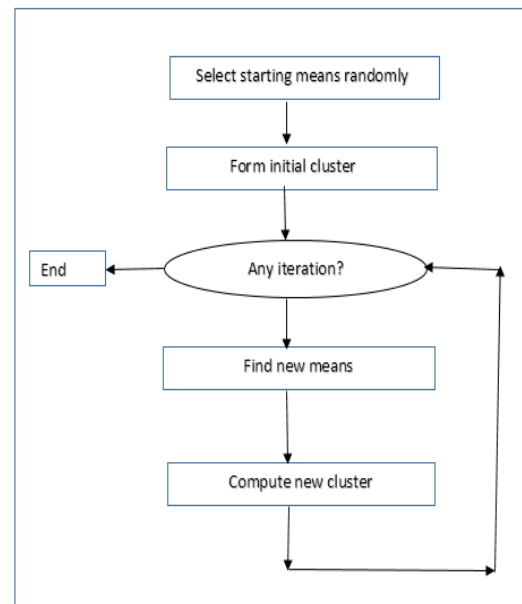 Select starting means randomly
Form initial cluster
Any iteration?
End
Find new means
Compute new cluster